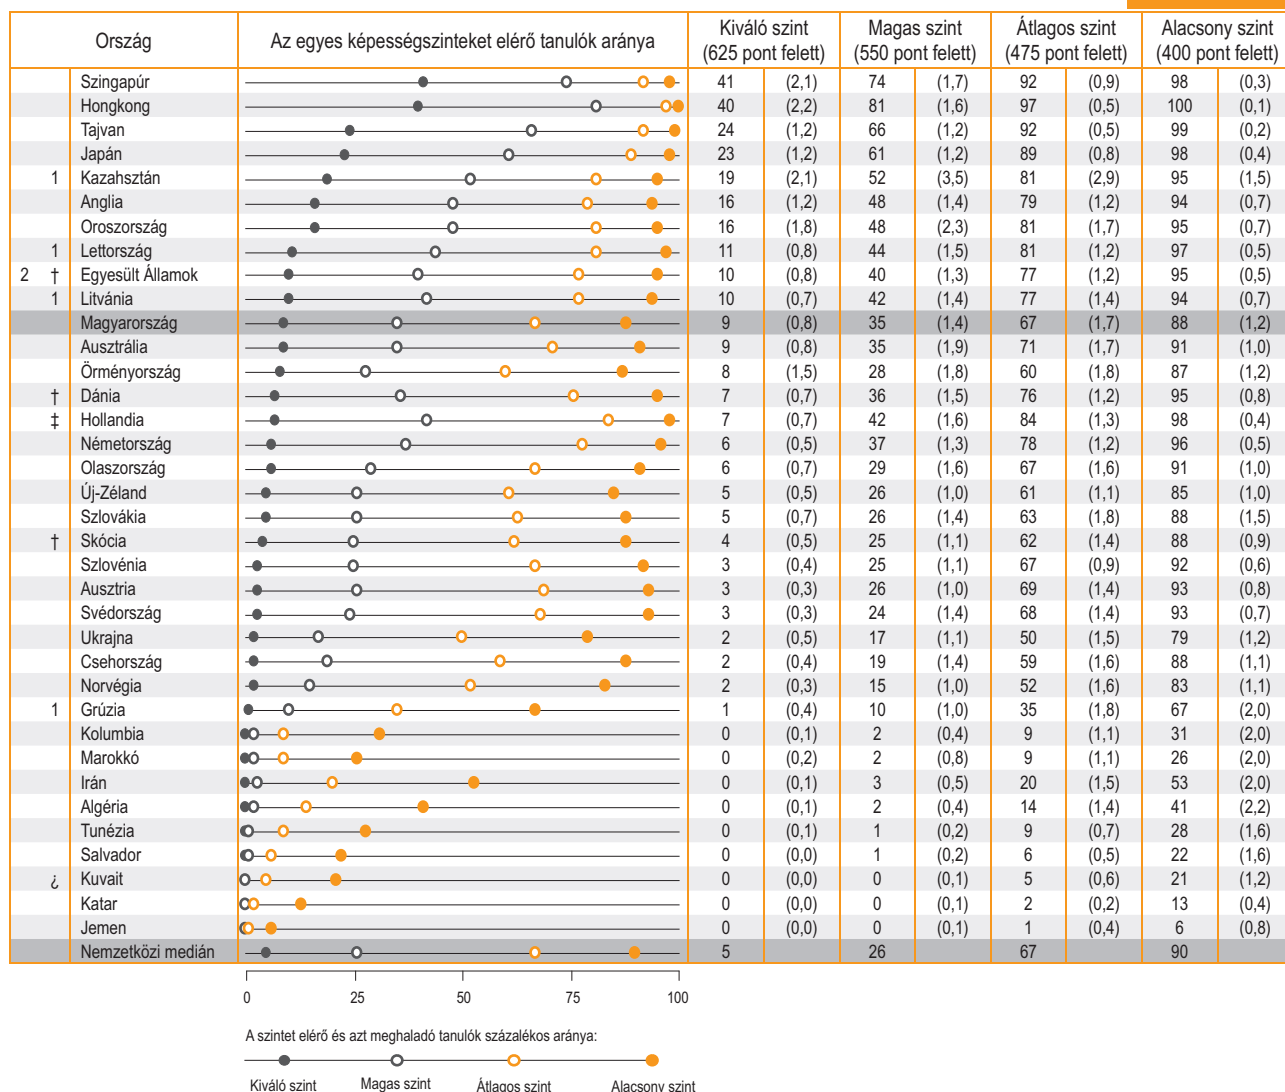 Ország Az egyes képességszinteket elérő tanulók aránya Kiváló szint (625 pont felett) Magas szint (550 pont felett) Átlagos szint (475 pont felett) Alacsony szint (400 pont felett)
Szingapúr 41 (2,1) 74 (1,7) 92 (0,9) 98 (0,3)
Hongkong 40 (2,2) 81 (1,6) 97 (0,5) 100 (0,1)
Tajvan 24 (1,2) 66 (1,2) 92 (0,5) 99 (0,2)
Japán 23 (1,2) 61 (1,2) 89 (0,8) 98 (0,4)
1 Kazahsztán 19 (2,1) 52 (3,5) 81 (2,9) 95 (1,5)
Anglia 16 (1,2) 48 (1,4) 79 (1,2) 94 (0,7)
Oroszország 16 (1,8) 48 (2,3) 81 (1,7) 95 (0,7)
1 Lettország 11 (0,8) 44 (1,5) 81 (1,2) 97 (0,5)
2 † Egyesült Államok 10 (0,8) 40 (1,3) 77 (1,2) 95 (0,5)
1 Litvánia 10 (0,7) 42 (1,4) 77 (1,4) 94 (0,7)
Magyarország 9 (0,8) 35 (1,4) 67 (1,7) 88 (1,2)
Ausztrália 9 (0,8) 35 (1,9) 71 (1,7) 91 (1,0)
Örményország 8 (1,5) 28 (1,8) 60 (1,8) 87 (1,2)
† Dánia 7 (0,7) 36 (1,5) 76 (1,2) 95 (0,8)
‡ Hollandia 7 (0,7) 42 (1,6) 84 (1,3) 98 (0,4)
Németország 6 (0,5) 37 (1,3) 78 (1,2) 96 (0,5)
Olaszország 6 (0,7) 29 (1,6) 67 (1,6) 91 (1,0)
Új-Zéland 5 (0,5) 26 (1,0) 61 (1,1) 85 (1,0)
Szlovákia 5 (0,7) 26 (1,4) 63 (1,8) 88 (1,5)
† Skócia 4 (0,5) 25 (1,1) 62 (1,4) 88 (0,9)
Szlovénia 3 (0,4) 25 (1,1) 67 (0,9) 92 (0,6)
Ausztria 3 (0,3) 26 (1,0) 69 (1,4) 93 (0,8)
Svédország 3 (0,3) 24 (1,4) 68 (1,4) 93 (0,7)
Ukrajna 2 (0,5) 17 (1,1) 50 (1,5) 79 (1,2)
Csehország 2 (0,4) 19 (1,4) 59 (1,6) 88 (1,1)
Norvégia 2 (0,3) 15 (1,0) 52 (1,6) 83 (1,1)
1 Grúzia 1 (0,4) 10 (1,0) 35 (1,8) 67 (2,0)
Kolumbia 0 (0,1) 2 (0,4) 9 (1,1) 31 (2,0)
Marokkó 0 (0,2) 2 (0,8) 9 (1,1) 26 (2,0)
Irán 0 (0,1) 3 (0,5) 20 (1,5) 53 (2,0)
Algéria 0 (0,1) 2 (0,4) 14 (1,4) 41 (2,2)
Tunézia 0 (0,1) 1 (0,2) 9 (0,7) 28 (1,6)
Salvador 0 (0,0) 1 (0,2) 6 (0,5) 22 (1,6)
¿ Kuvait 0 (0,0) 0 (0,1) 5 (0,6) 21 (1,2)
Katar 0 (0,0) 0 (0,1) 2 (0,2) 13 (0,4)
Jemen 0 (0,0) 0 (0,1) 1 (0,4) 6 (0,8)
Nemzetközi medián 5 26 67 90
0 25 50 75 100
A szintet elérő és azt meghaladó tanulók százalékos aránya:
Kiváló szint Magas szint Átlagos szint Alacsony szint